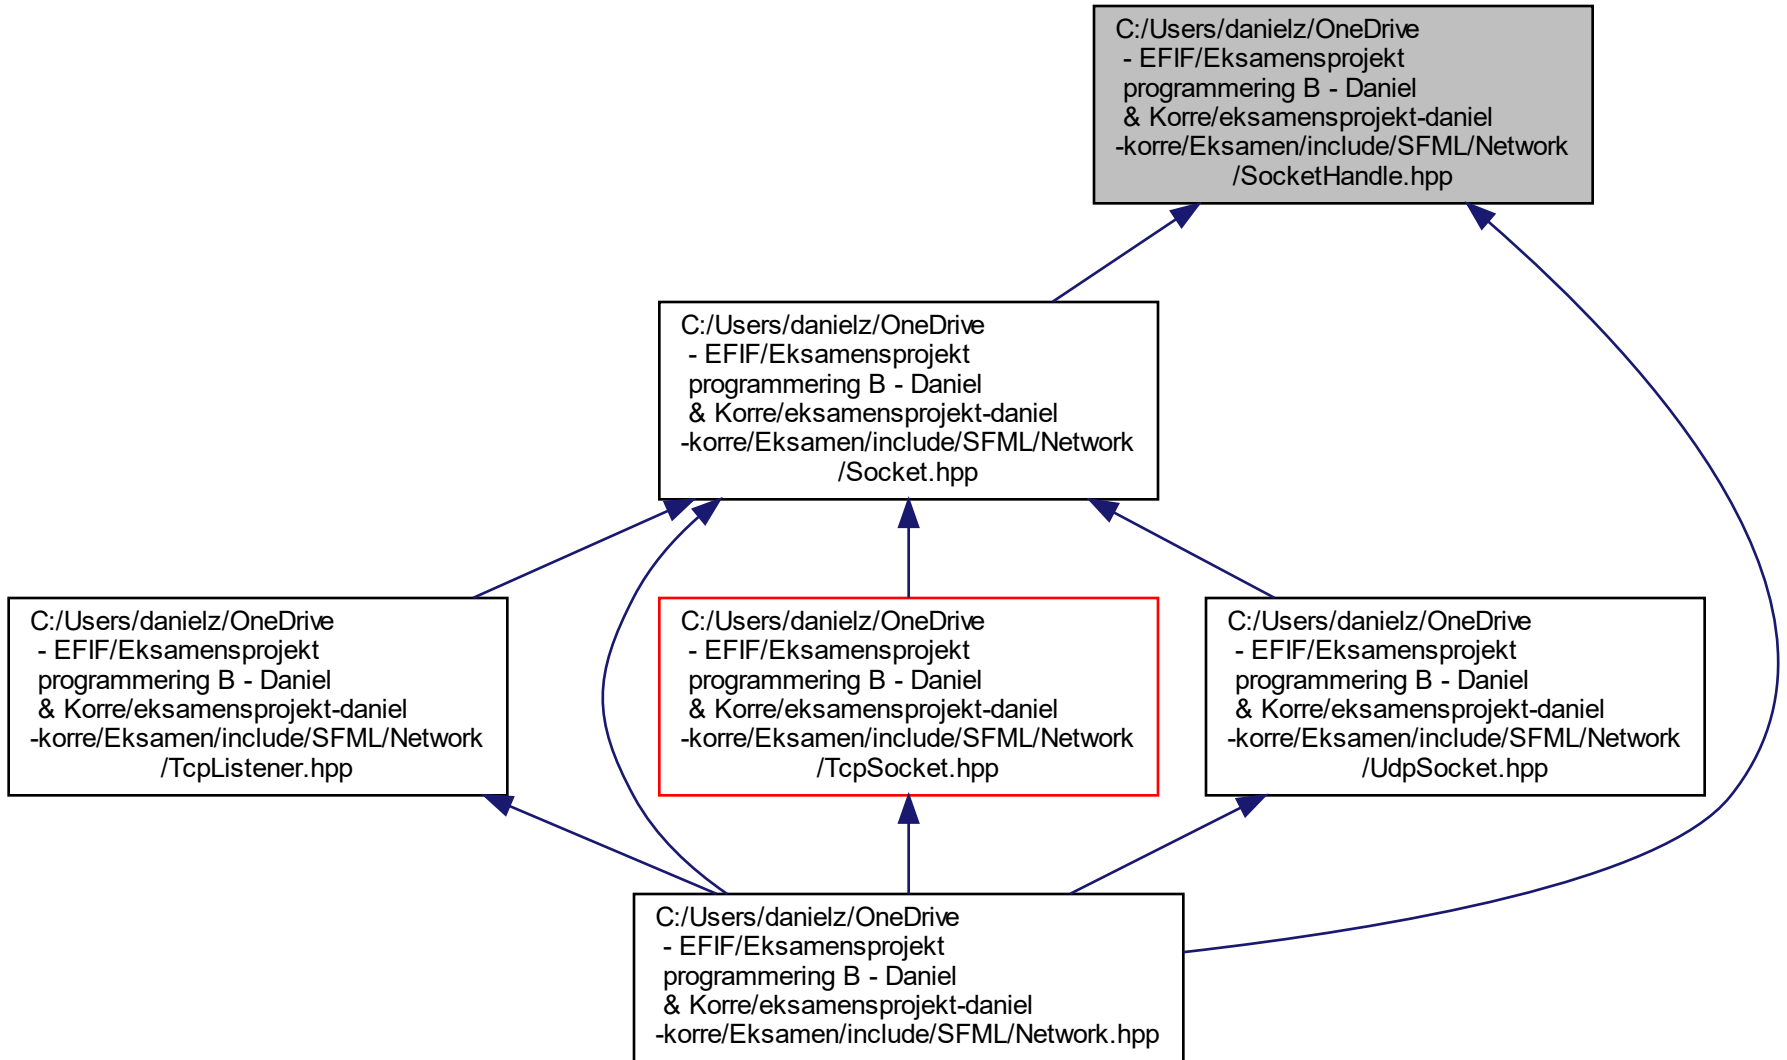 C:/Users/danielz/OneDrive
- EFIF/Eksamensprojekt
programmering B - Daniel
& Korre/eksamensprojekt-daniel
-korre/Eksamen/include/SFML/Network
/SocketHandle.hpp
C:/Users/danielz/OneDrive
- EFIF/Eksamensprojekt
programmering B - Daniel
& Korre/eksamensprojekt-daniel
-korre/Eksamen/include/SFML/Network
/Socket.hpp
C:/Users/danielz/OneDrive
- EFIF/Eksamensprojekt
programmering B - Daniel
& Korre/eksamensprojekt-daniel
-korre/Eksamen/include/SFML/Network
/TcpListener.hpp
C:/Users/danielz/OneDrive
- EFIF/Eksamensprojekt
programmering B - Daniel
& Korre/eksamensprojekt-daniel
-korre/Eksamen/include/SFML/Network
/TcpSocket.hpp
C:/Users/danielz/OneDrive
- EFIF/Eksamensprojekt
programmering B - Daniel
& Korre/eksamensprojekt-daniel
-korre/Eksamen/include/SFML/Network
/UdpSocket.hpp
C:/Users/danielz/OneDrive
- EFIF/Eksamensprojekt
programmering B - Daniel
& Korre/eksamensprojekt-daniel
-korre/Eksamen/include/SFML/Network.hpp